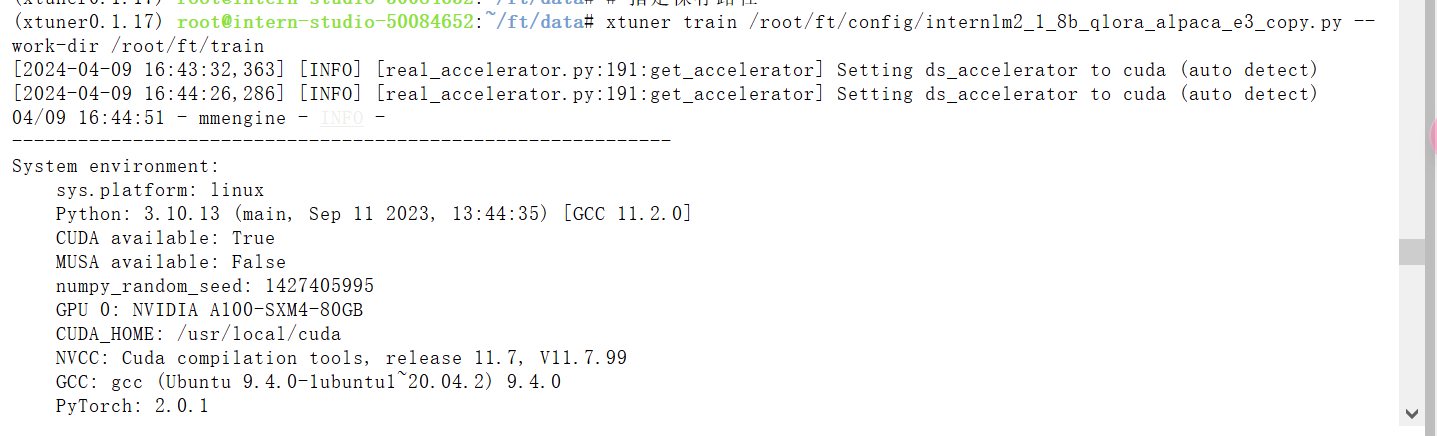 (xtuner0.1.17) root@intern-studio-50084652:~/ft/data# # 指定保存路径
(xtuner0.1.17) root@intern-studio-50084652:~/ft/data# xtuner train /root/ft/config/internlm2_1_8b_qlora_alpaca_e3_copy.py --
work-dir /root/ft/train
[2024-04-09 16:43:32,363] [INFO] [real_accelerator.py:191:get_accelerator] Setting ds_accelerator to cuda (auto detect)
[2024-04-09 16:44:26,286] [INFO] [real_accelerator.py:191:get_accelerator] Setting ds_accelerator to cuda (auto detect)
04/09 16:44:51 - mmengine - INFO -
------------------------------------------------------------
System environment:
    sys.platform: linux
    Python: 3.10.13 (main, Sep 11 2023, 13:44:35) [GCC 11.2.0]
    CUDA available: True
    MUSA available: False
    numpy_random_seed: 1427405995
    GPU 0: NVIDIA A100-SXM4-80GB
    CUDA_HOME: /usr/local/cuda
    NVCC: Cuda compilation tools, release 11.7, V11.7.99
    GCC: gcc (Ubuntu 9.4.0-1ubuntu1~20.04.2) 9.4.0
    PyTorch: 2.0.1